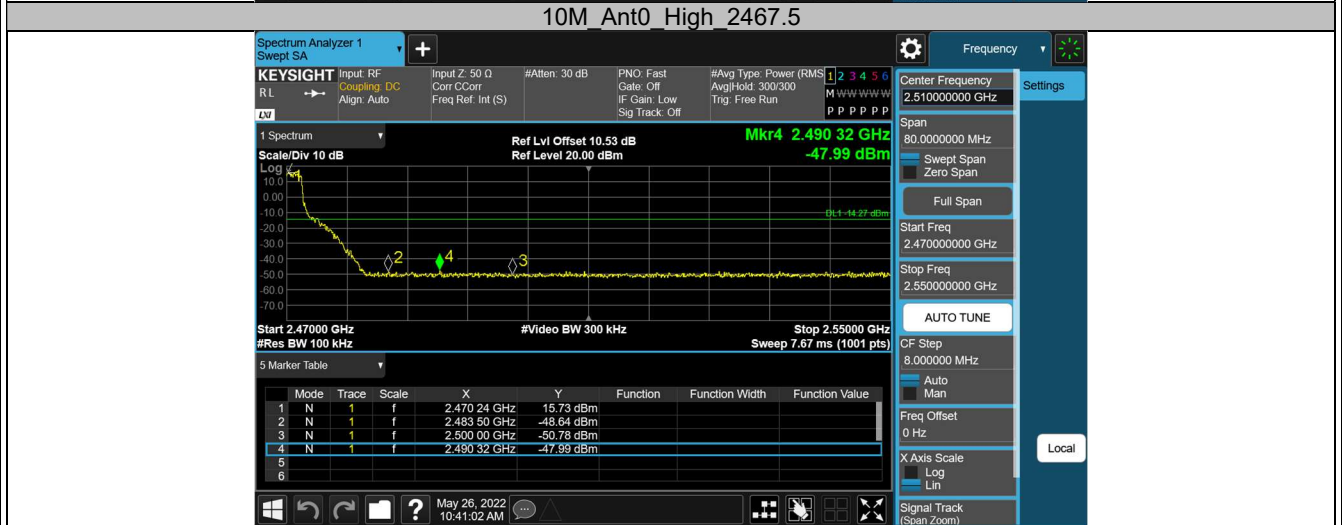 10M_Ant0_High_2467.5
Spectrum Analyzer 1
Swept SA
+
Frequency
KEYSIGHT
RL
LXI
Input: RF
Coupling: DC
Align: Auto
Input Z: 50 Ω
Corr CCorr
Freq Ref: Int (S)
#Atten: 30 dB
PNO: Fast
Gate: Off
IF Gain: Low
Sig Track: Off
#Avg Type: Power (RMS
Avg|Hold: 300/300
Trig: Free Run
1 2 3 4 5 6
M W W W W W
P P P P P P
1 Spectrum
Scale/Div 10 dB
Ref Lvl Offset 10.53 dB
Ref Level 20.00 dBm
Mkr4 2.490 32 GHz
-47.99 dBm
Log
10.0
0.00
-10.0
-20.0
-30.0
-40.0
-50.0
-60.0
-70.0
DL1 -14.27 dBm
2
4
3
Start 2.47000 GHz
#Res BW 100 kHz
#Video BW 300 kHz
Stop 2.55000 GHz
Sweep 7.67 ms (1001 pts)
5 Marker Table
Mode Trace Scale X Y Function Function Width Function Value
1 N 1 f 2.470 24 GHz 15.73 dBm
2 N 1 f 2.483 50 GHz -48.64 dBm
3 N 1 f 2.500 00 GHz -50.78 dBm
4 N 1 f 2.490 32 GHz -47.99 dBm
5
6
?
May 26, 2022
10:41:02 AM
Settings
Center Frequency
2.510000000 GHz
Span
80.0000000 MHz
Swept Span
Zero Span
Full Span
Start Freq
2.470000000 GHz
Stop Freq
2.550000000 GHz
AUTO TUNE
CF Step
8.000000 MHz
Auto
Man
Freq Offset
0 Hz
X Axis Scale
Log
Lin
Signal Track
(Span Zoom)
Local